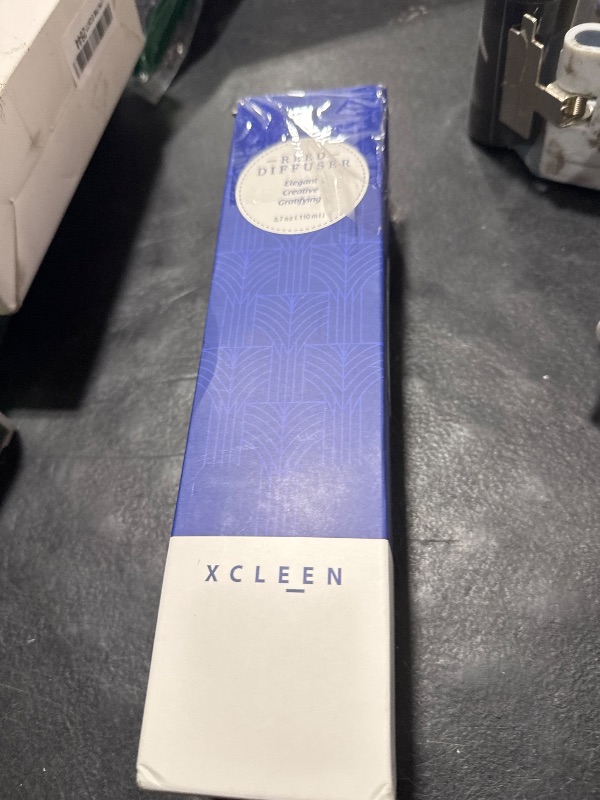 REED
DIFFUSER
Elegant
Creative
Gratifying
XCLEEN